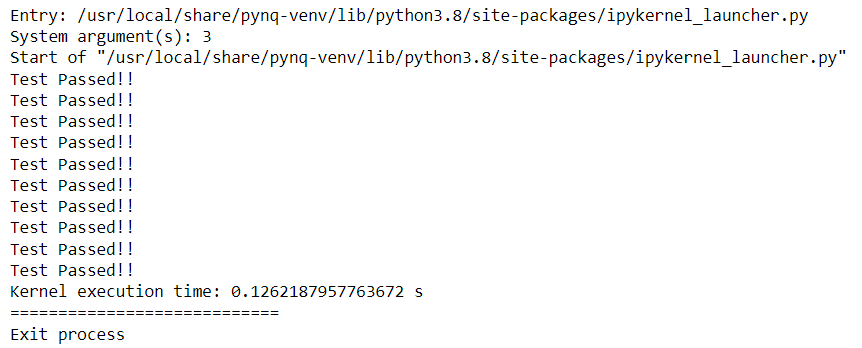 Entry: /usr/local/share/pynq-venv/lib/python3.8/site-packages/ipykernel_launcher.py
System argument(s): 3
Start of "/usr/local/share/pynq-venv/lib/python3.8/site-packages/ipykernel_launcher.py"
Test Passed!!
Test Passed!!
Test Passed!!
Test Passed!!
Test Passed!!
Test Passed!!
Test Passed!!
Test Passed!!
Test Passed!!
Test Passed!!
Kernel execution time: 0.1262187957763672 s
============================
Exit process